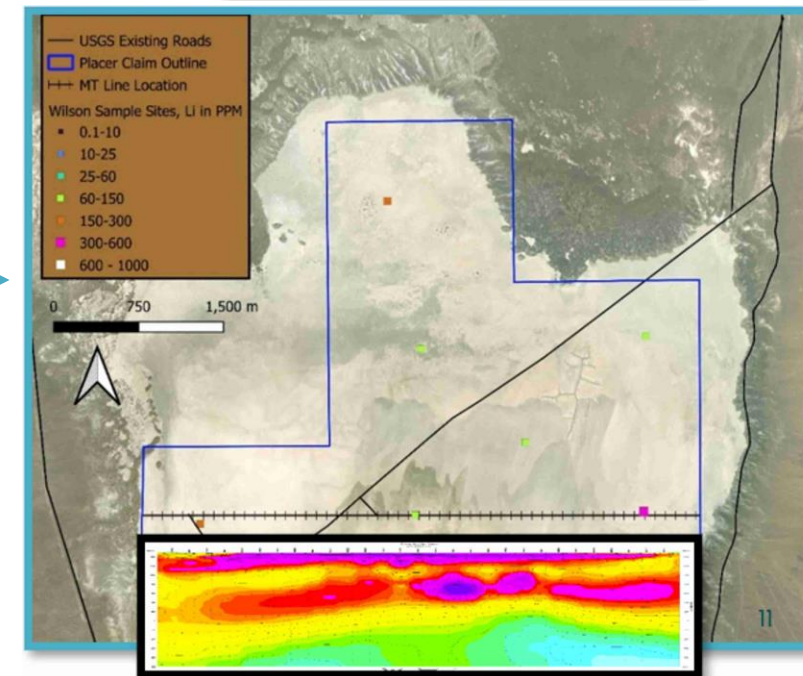 USGS Existing Roads
Placer Claim Outline
MT Line Location
Wilson Sample Sites, Li in PPM
0.1-10
10-25
25-60
60-150
150-300
300-600
600 - 1000
0 750 1,500 m
11